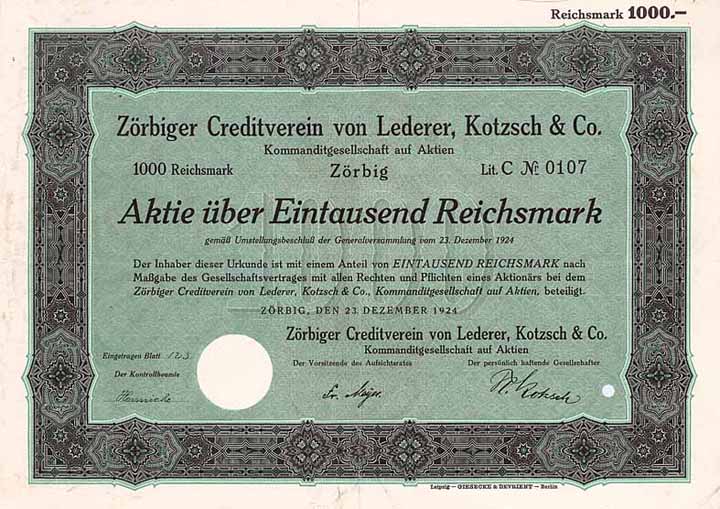 Reichsmark 1000.—
Zörbiger Creditverein von Lederer, Kotzsch & Co.
Kommanditgesellschaft auf Aktien
1000 Reichsmark Zörbig Lit. C № 0107
Aktie über Eintausend Reichsmark
gemäß Umstellungsbeschluß der Generalversammlung vom 23. Dezember 1924
Der Inhaber dieser Urkunde ist mit einem Anteil von EINTAUSEND REICHSMARK nach
Maßgabe des Gesellschaftsvertrages mit allen Rechten und Pflichten eines Aktionärs bei dem
Zörbiger Creditverein von Lederer, Kotzsch & Co., Kommanditgesellschaft auf Aktien, beteiligt.
ZÖRBIG, DEN 23. DEZEMBER 1924
Zörbiger Creditverein von Lederer, Kotzsch & Co.
Kommanditgesellschaft auf Aktien
Eingetragen Blatt 123
Der Vorsitzende des Aufsichtsrates Der persönlich haftende Gesellschafter
Der Kontrollbeamte
Fr. Meyer. Kotzsch
Leipzig — GIESECKE & DEVRIENT — Berlin